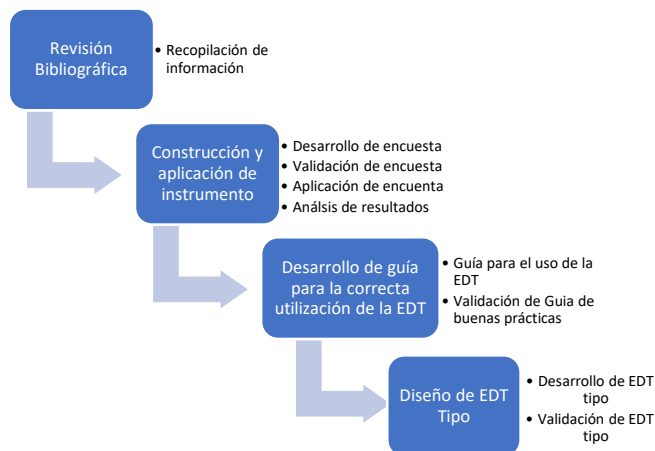 Revisión
Bibliográfica
• Recopilación de
información
Construcción y
aplicación de
instrumento
• Desarrollo de encuesta
• Validación de encuesta
• Aplicación de encuenta
• Análsis de resultados
Desarrollo de guía
para la correcta
utilización de la EDT
• Guía para el uso de la
EDT
• Validación de Guia de
buenas prácticas
Diseño de EDT
Tipo
• Desarrollo de EDT
tipo
• Validación de EDT
tipo